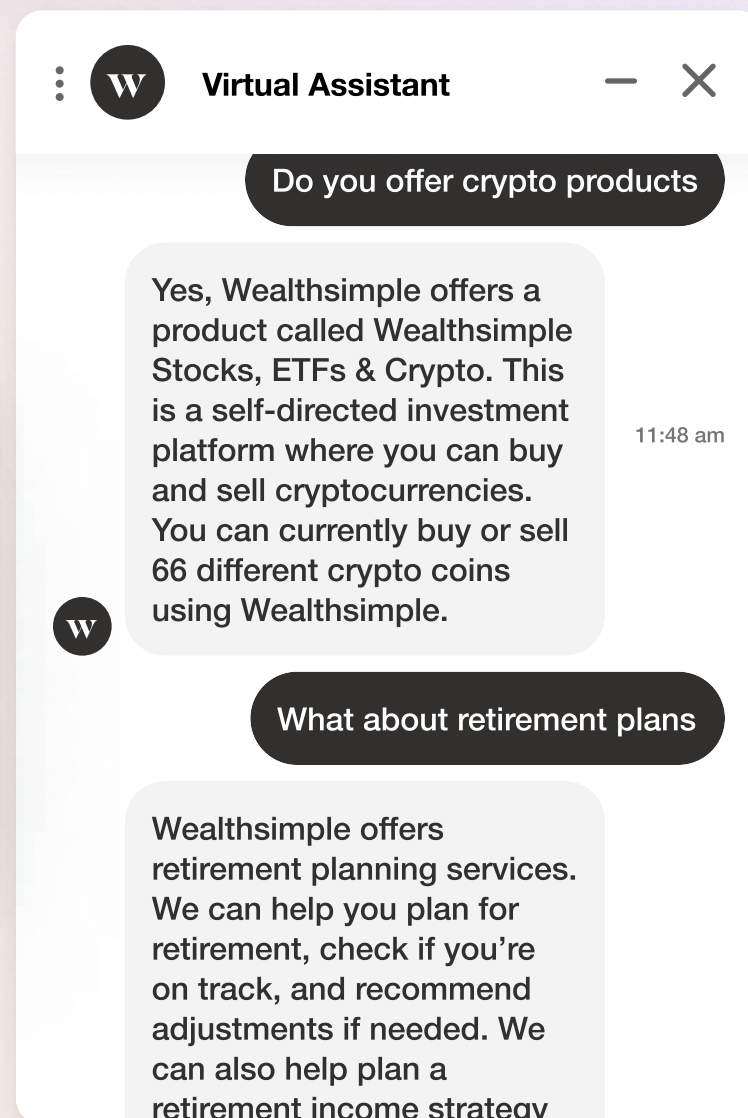 W
Virtual Assistant
Do you offer crypto products
Yes, Wealthsimple offers a
product called Wealthsimple
Stocks, ETFs & Crypto. This
is a self-directed investment
platform where you can buy
and sell cryptocurrencies.
You can currently buy or sell
66 different crypto coins
using Wealthsimple.
11:48 am
W
What about retirement plans
Wealthsimple offers
retirement planning services.
We can help you plan for
retirement, check if you’re
on track, and recommend
adjustments if needed. We
can also help plan a
retirement income strategy